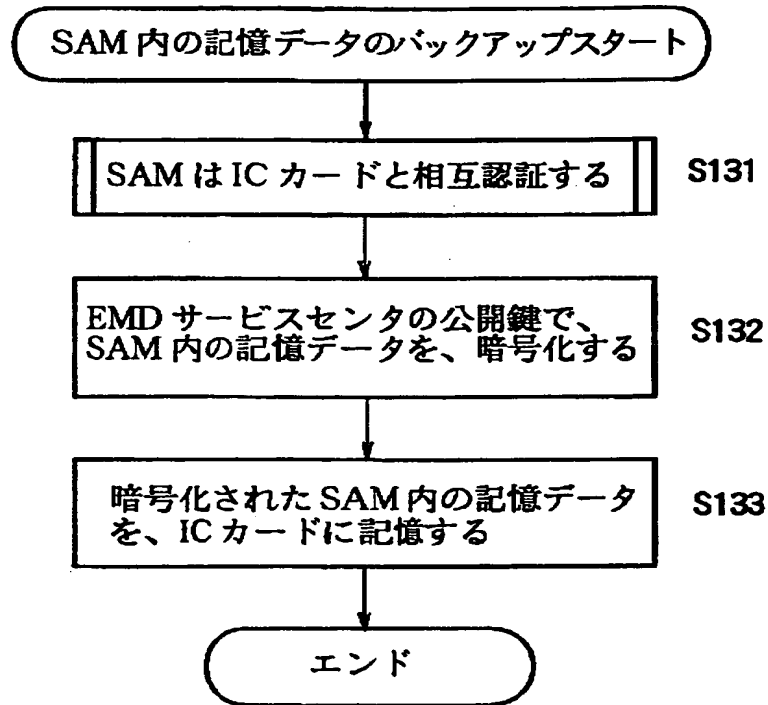 SAM 内の記憶データのバックアップスタート
SAM は IC カードと相互認証する
S131
EMD サービスセンタの公開鍵で、
SAM 内の記憶データを、暗号化する
S132
暗号化された SAM 内の記憶データ
を、IC カードに記憶する
S133
エンド